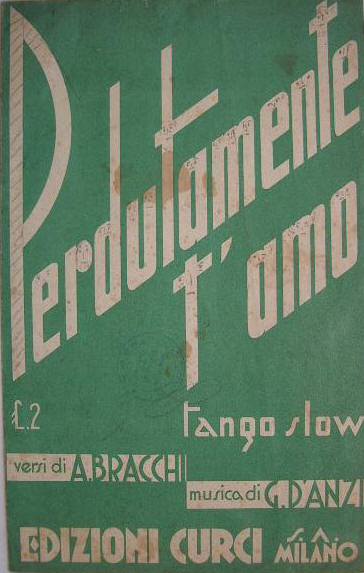 Perdutamente
t'amo
£.2
tango slow
versi di A.BRACCHI
musica di G.D'ANZI
EDIZIONI CURCI S.A. MILANO